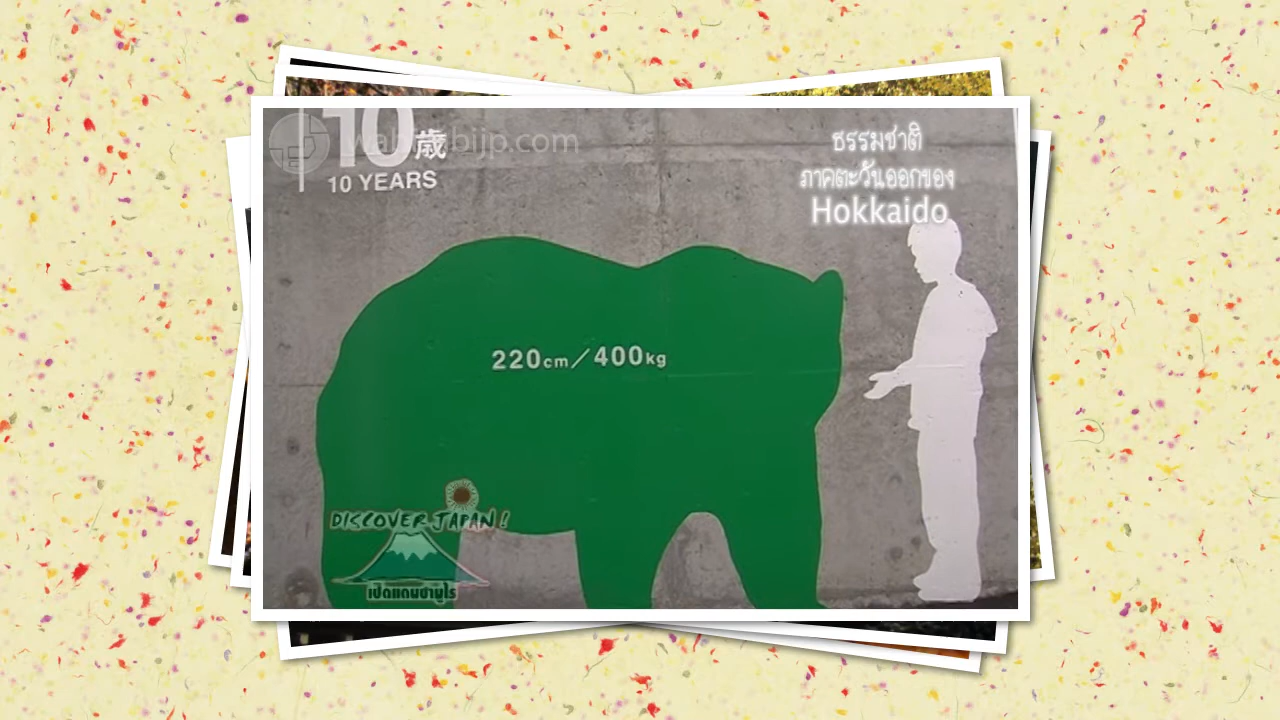 10歳
10 YEARS
wabisabijp.com
ธรรมชาติ
ภาคตะวันออกของ
Hokkaido
220cm/400kg
DISCOVER JAPAN!
เปิดแดนซามูไร